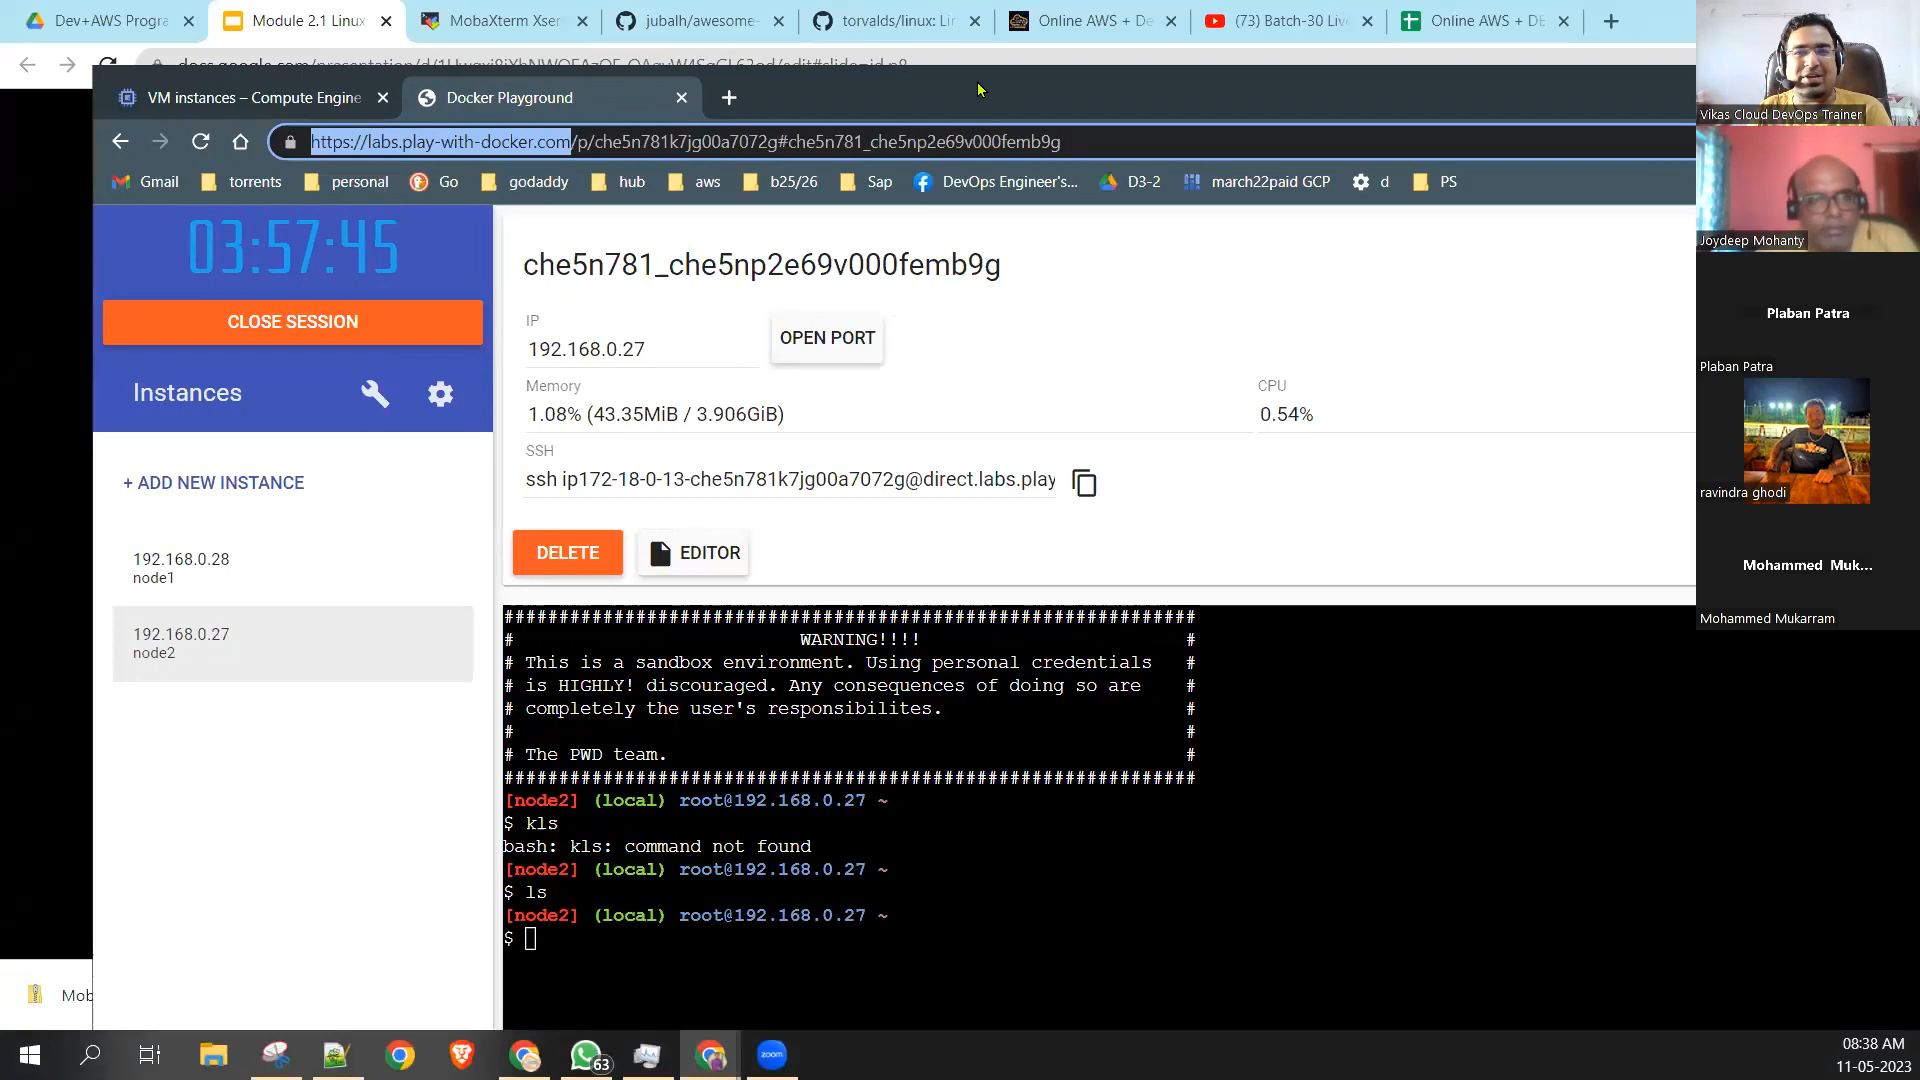 Dev+AWS Progra
Module 2.1 Linux
MobaXterm Xser
jubalh/awesome-
torvalds/linux: Li
Online AWS + De
(73) Batch-30 Liv
Online AWS + DE
VM instances – Compute Engine
Docker Playground
https://labs.play-with-docker.com/p/che5n781k7jg00a7072g#che5n781_che5np2e69v000femb9g
Gmail
torrents
personal
Go
godaddy
hub
aws
b25/26
Sap
DevOps Engineer's...
D3-2
march22paid GCP
d
PS
03:57:45
CLOSE SESSION
Instances
+ ADD NEW INSTANCE
192.168.0.28
node1
192.168.0.27
node2
che5n781_che5np2e69v000femb9g
IP
192.168.0.27
OPEN PORT
Memory
1.08% (43.35MiB / 3.906GiB)
CPU
0.54%
SSH
ssh ip172-18-0-13-che5n781k7jg00a7072g@direct.labs.play
DELETE
EDITOR
###############################################################
# WARNING!!!! #
# This is a sandbox environment. Using personal credentials #
# is HIGHLY! discouraged. Any consequences of doing so are #
# completely the user's responsibilites. #
# #
# The PWD team. #
###############################################################
[node2] (local) root@192.168.0.27 ~
$ kls
bash: kls: command not found
[node2] (local) root@192.168.0.27 ~
$ ls
[node2] (local) root@192.168.0.27 ~
$
Vikas Cloud DevOps Trainer
Joydeep Mohanty
Plaban Patra
Plaban Patra
ravindra ghodi
Mohammed Muk...
Mohammed Mukarram
Mob
63
zoom
08:38 AM
11-05-2023